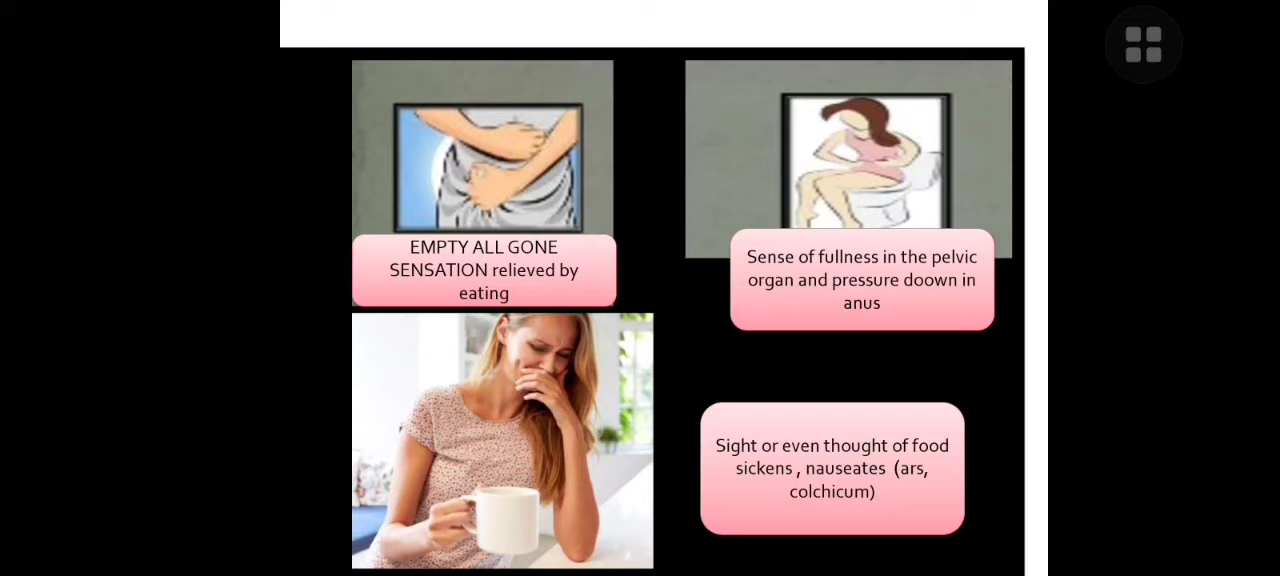 EMPTY ALL GONE
SENSATION relieved by
eating
Sense of fullness in the pelvic
organ and pressure doown in
anus
Sight or even thought of food
sickens , nauseates  (ars,
colchicum)